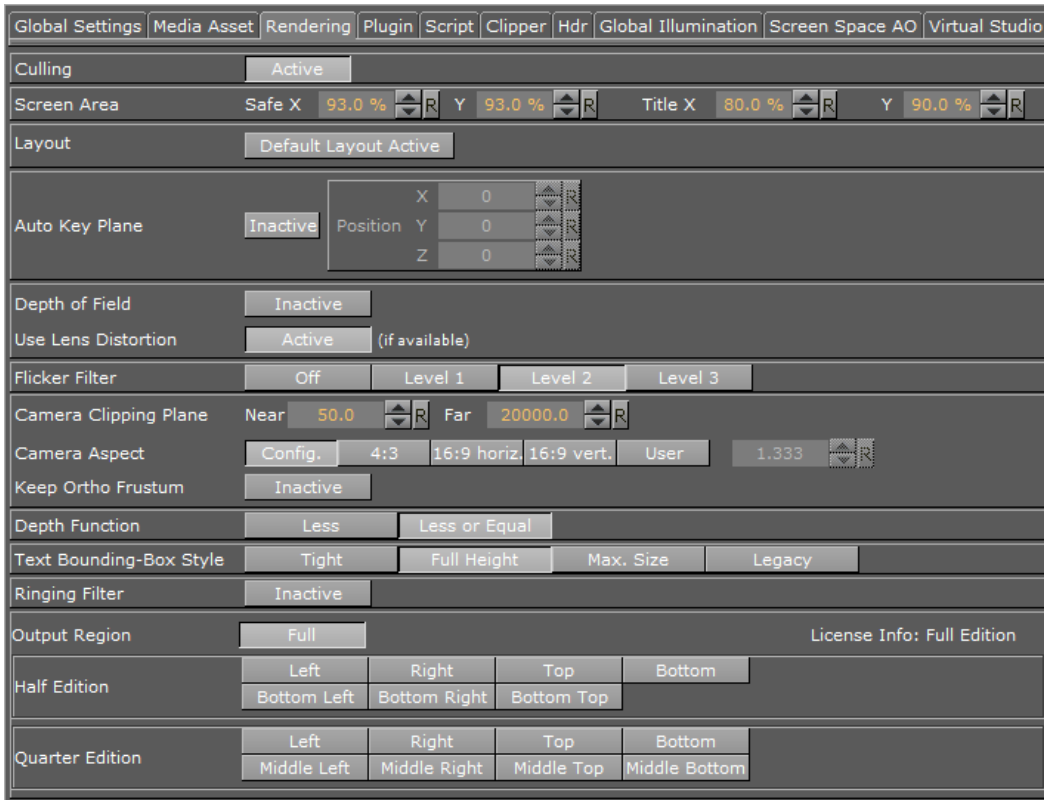 Global Settings Media Asset Rendering Plugin Script Clipper Hdr Global Illumination Screen Space AO Virtual Studio
Culling Active
Screen Area Safe X 93.0 % R Y 93.0 % R Title X 80.0 % R Y 90.0 % R
Layout Default Layout Active
X 0 R
Auto Key Plane Inactive Position Y 0 R
Z 0 R
Depth of Field Inactive
Use Lens Distortion Active (if available)
Flicker Filter Off Level 1 Level 2 Level 3
Camera Clipping Plane Near 50.0 R Far 20000.0 R
Camera Aspect Config. 4:3 16:9 horiz. 16:9 vert. User 1.333 R
Keep Ortho Frustum Inactive
Depth Function Less Less or Equal
Text Bounding-Box Style Tight Full Height Max. Size Legacy
Ringing Filter Inactive
Output Region Full License Info: Full Edition
Left Right Top Bottom
Half Edition
Bottom Left Bottom Right Bottom Top
Left Right Top Bottom
Quarter Edition
Middle Left Middle Right Middle Top Middle Bottom